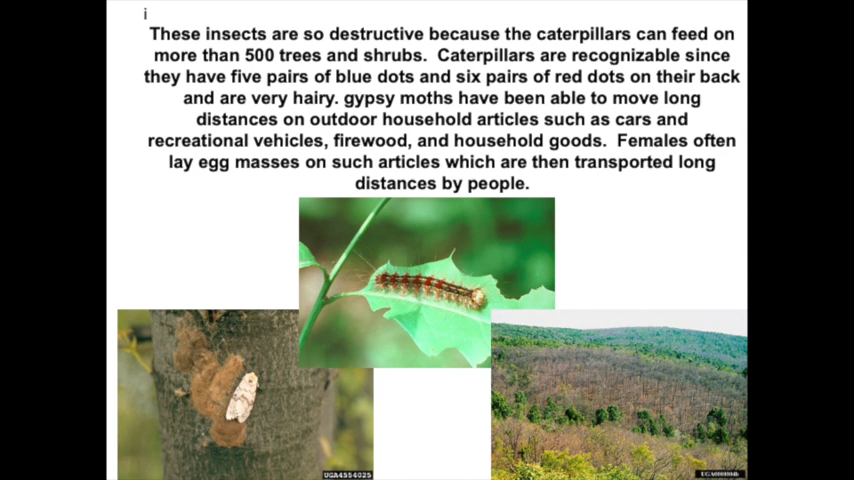 i
These insects are so destructive because the caterpillars can feed on
more than 500 trees and shrubs.  Caterpillars are recognizable since
they have five pairs of blue dots and six pairs of red dots on their back
and are very hairy. gypsy moths have been able to move long
distances on outdoor household articles such as cars and
recreational vehicles, firewood, and household goods.  Females often
lay egg masses on such articles which are then transported long
distances by people.
UGA4554025